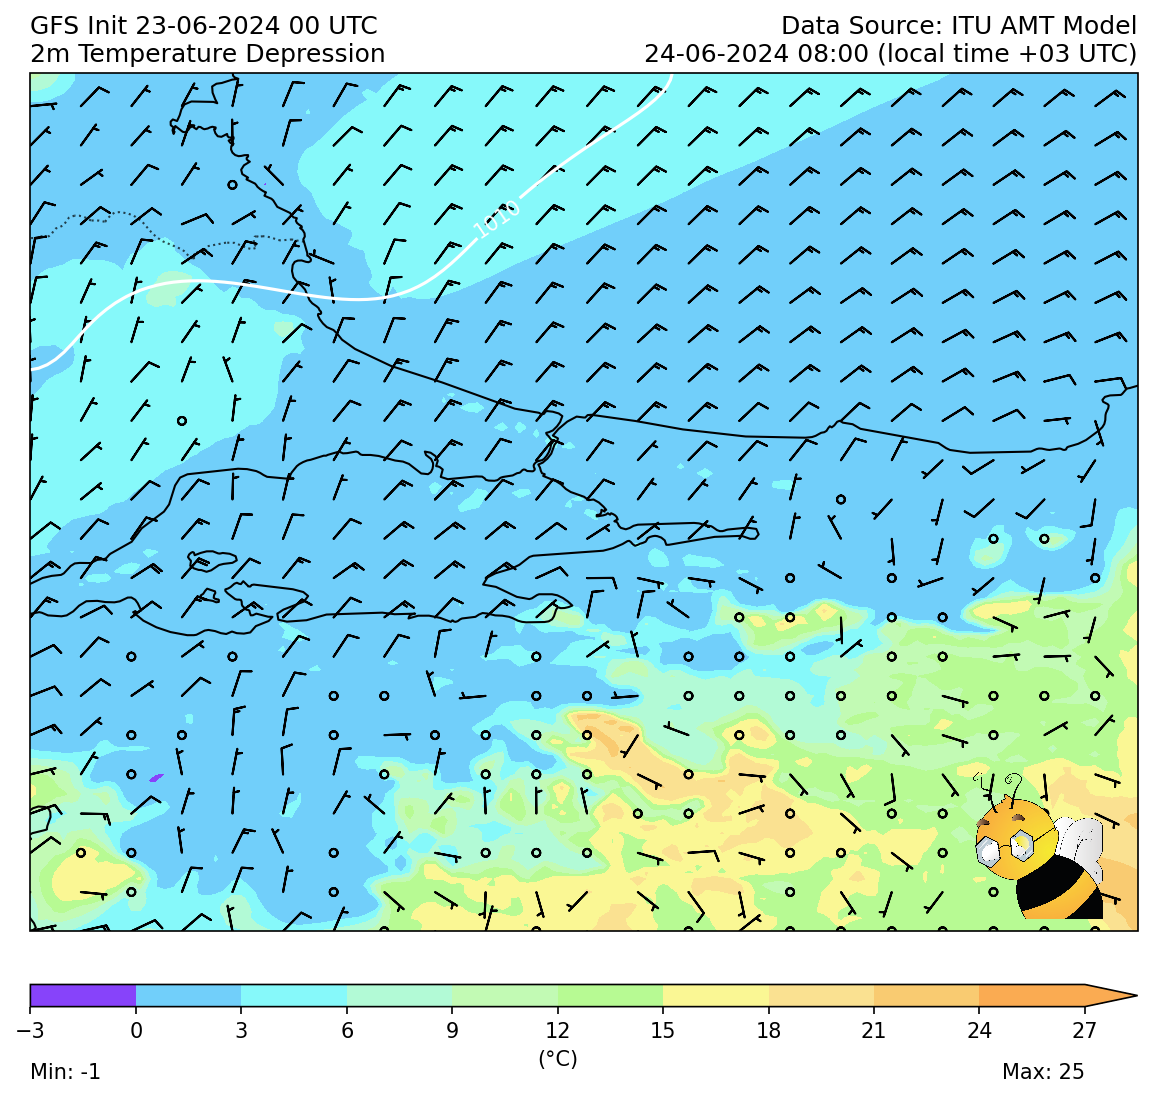 GFS Init 23-06-2024 00 UTC
Data Source: ITU AMT Model
2m Temperature Depression
24-06-2024 08:00 (local time +03 UTC)
1010
−3 0 3 6 9 12 15 18 21 24 27
(°C)
Min: -1
Max: 25